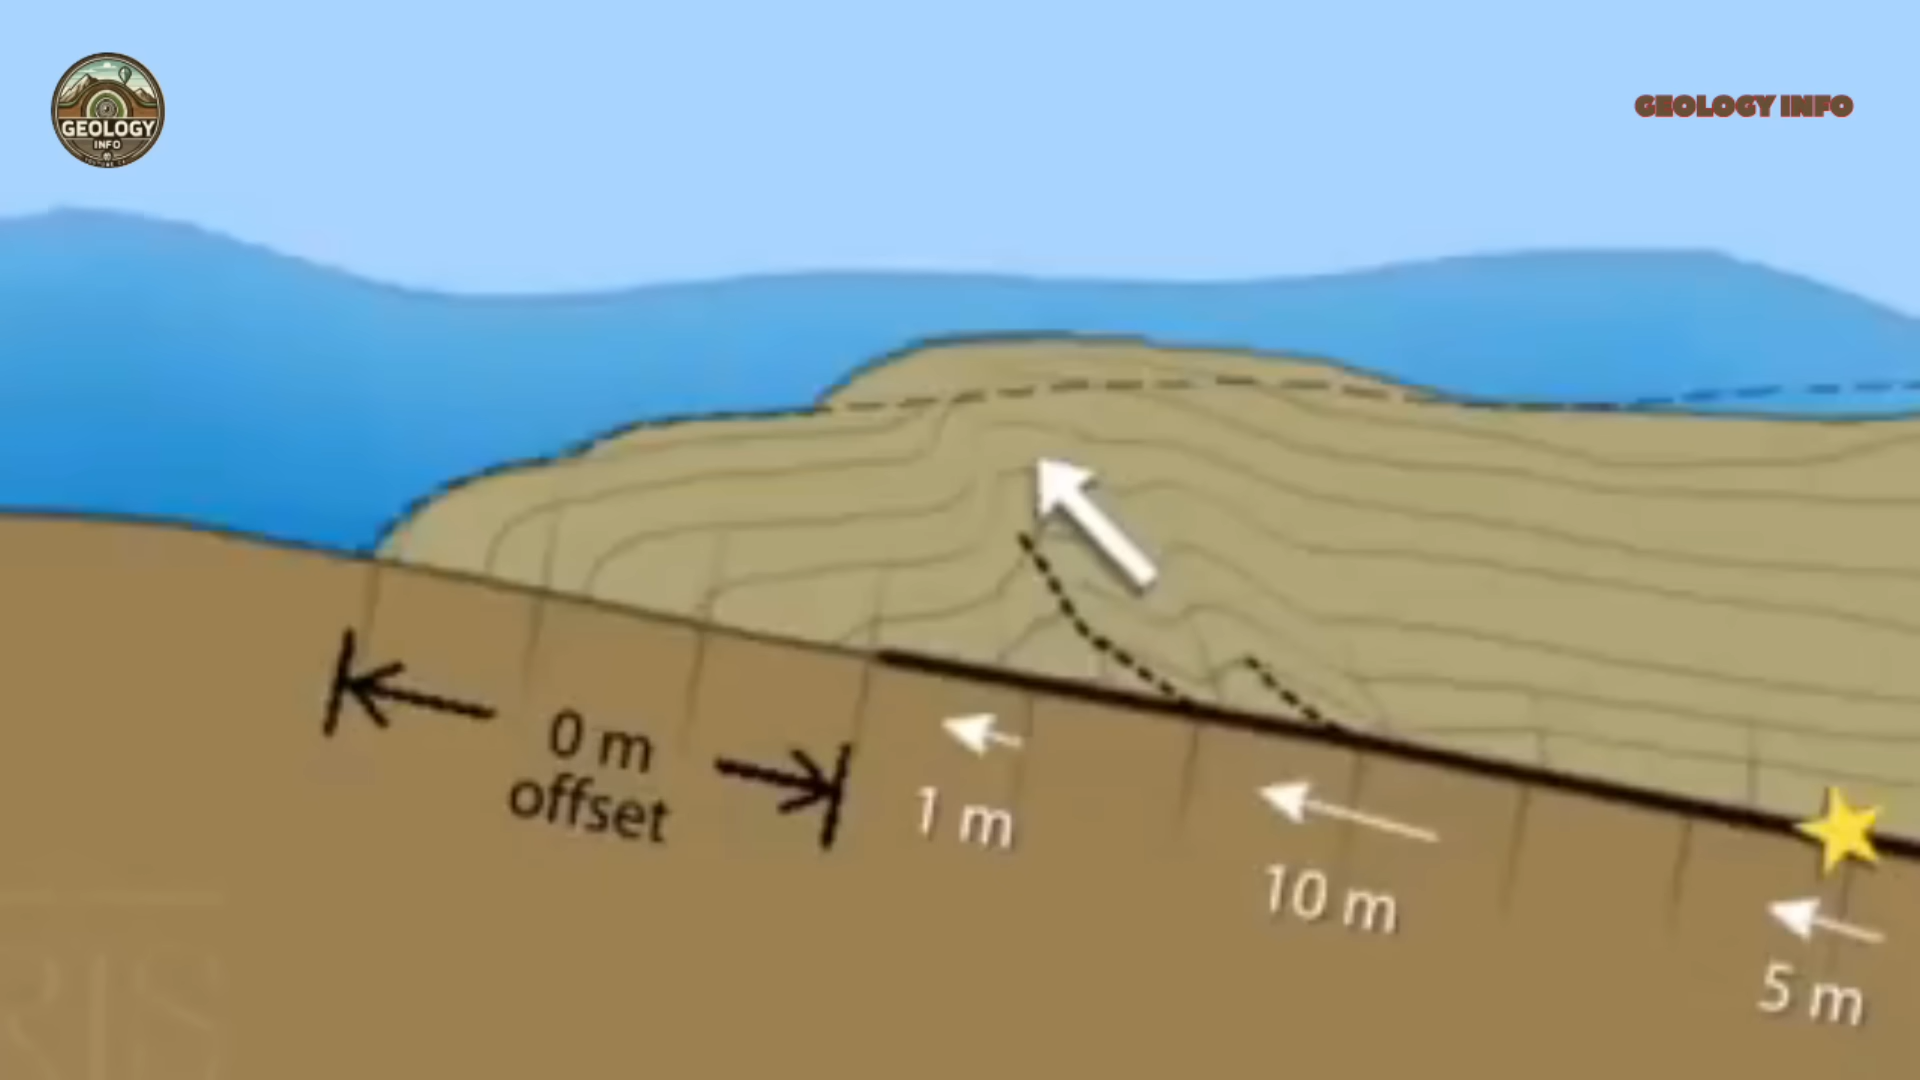 GEOLOGY
INFO
GEOLOGY INFO
0 m
offset
1 m
10 m
5 m